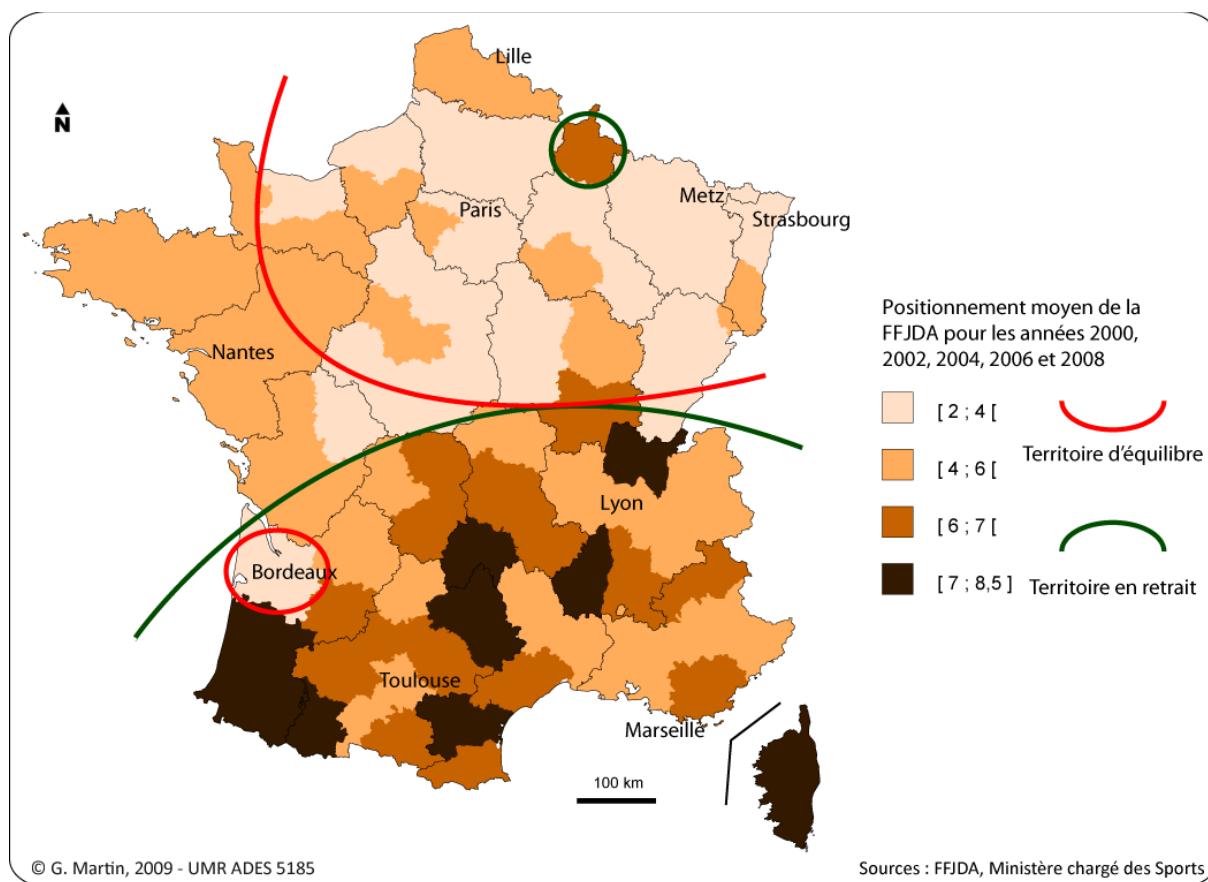 Lille
N
Metz
Paris
Strasbourg
Positionnement moyen de la
FFJDA pour les années 2000,
2002, 2004, 2006 et 2008
Nantes
[ 2 ; 4 [
Territoire d'équilibre
[ 4 ; 6 [
Lyon
[ 6 ; 7 [
Bordeaux
[ 7 ; 8,5 ]
Territoire en retrait
Toulouse
Marseille
100 km
© G. Martin, 2009 - UMR ADES 5185
Sources : FFJDA, Ministère chargé des Sports